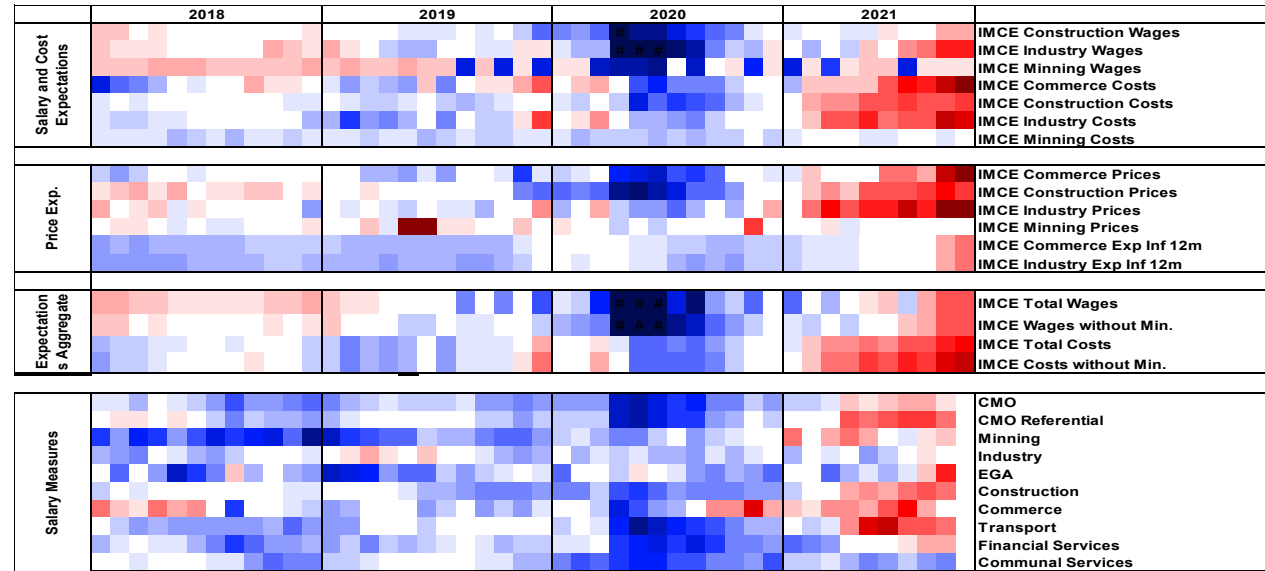 2018 2019 2020 2021
Salary and Cost
Expectations
# IMCE Construction Wages
# # # IMCE Industry Wages
IMCE Minning Wages
IMCE Commerce Costs
IMCE Construction Costs
IMCE Industry Costs
IMCE Minning Costs
Price Exp.
IMCE Commerce Prices
IMCE Construction Prices
IMCE Industry Prices
IMCE Minning Prices
IMCE Commerce Exp Inf 12m
IMCE Industry Exp Inf 12m
Expectation
s Aggregate
# # # IMCE Total Wages
# # # IMCE Wages without Min.
IMCE Total Costs
IMCE Costs without Min.
Salary Measures
CMO
CMO Referential
Minning
Industry
EGA
Construction
Commerce
Transport
Financial Services
Communal Services